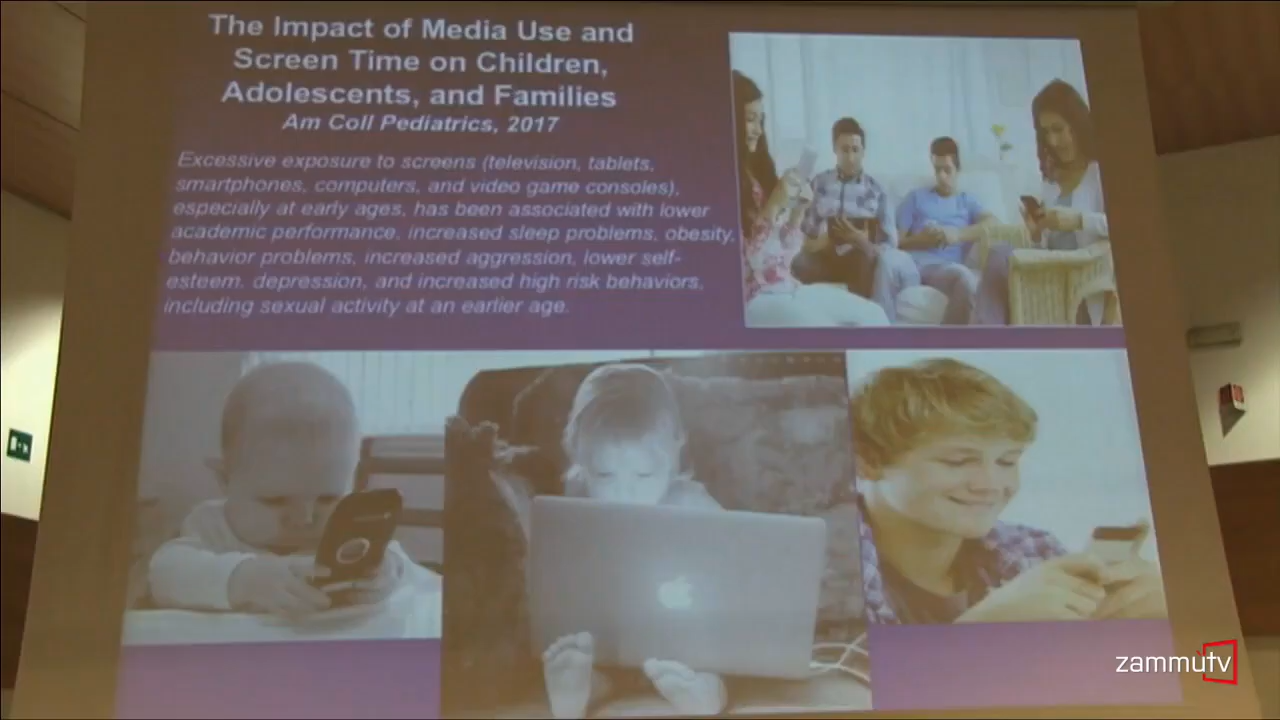 The Impact of Media Use and
Screen Time on Children,
Adolescents, and Families
Am Coll Pediatrics, 2017
Excessive exposure to screens (television, tablets,
smartphones, computers, and video game consoles),
especially at early ages, has been associated with lower
academic performance, increased sleep problems, obesity,
behavior problems, increased aggression, lower self-
esteem, depression, and increased high risk behaviors,
including sexual activity at an earlier age.
zammùtv